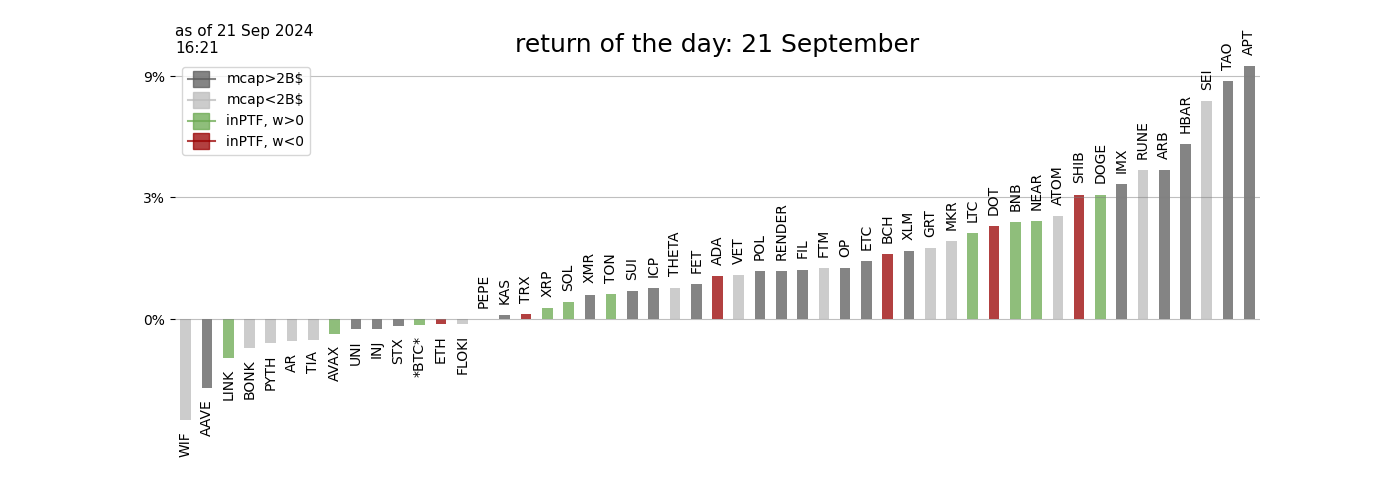 as of 21 Sep 2024
16:21
return of the day: 21 September
9%
3%
0%
mcap>2B$
mcap<2B$
inPTF, w>0
inPTF, w<0
WIF
AAVE
LINK
BONK
PYTH
AR
TIA
AVAX
UNI
INJ
STX
*BTC*
ETH
FLOKI
PEPE
KAS
TRX
XRP
SOL
XMR
TON
SUI
ICP
THETA
FET
ADA
VET
POL
RENDER
FIL
FTM
OP
ETC
BCH
XLM
GRT
MKR
LTC
DOT
BNB
NEAR
ATOM
SHIB
DOGE
IMX
RUNE
ARB
HBAR
SEI
TAO
APT